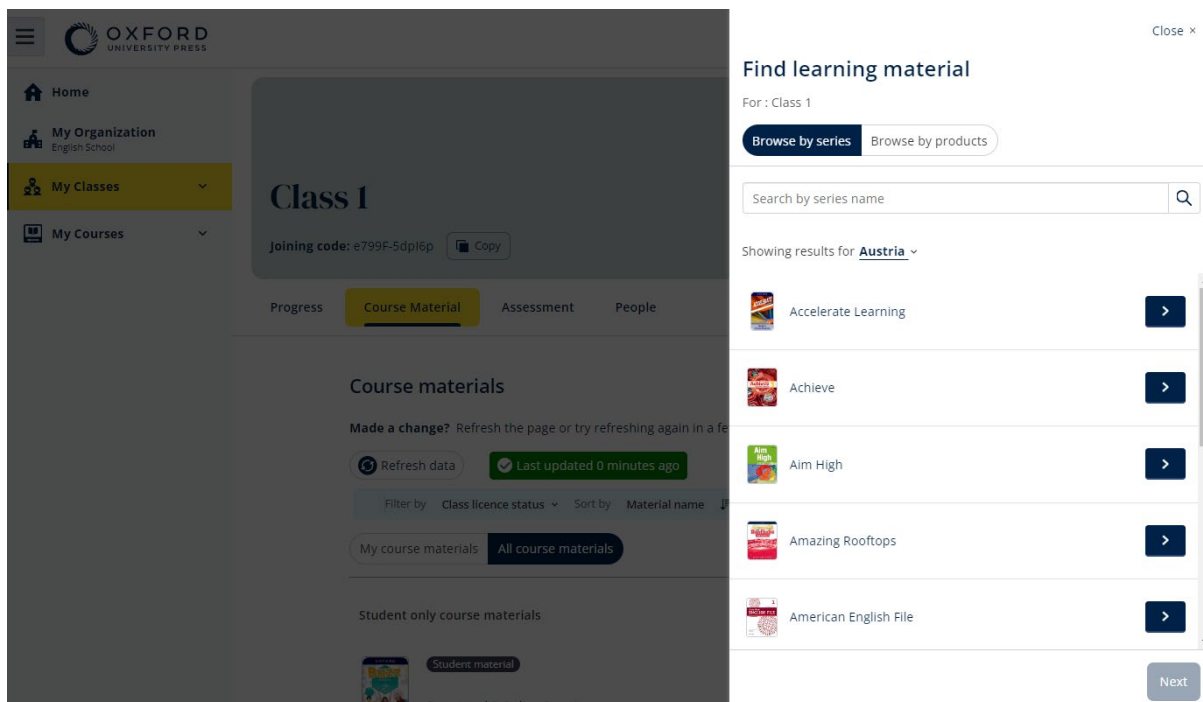 OXFORD
UNIVERSITY PRESS
Home
My Organization
English School
My Classes
My Courses
Class 1
Joining code: e799F-5dpI6p
Copy
Progress Course Material Assessment People
Course materials
Made a change? Refresh the page or try refreshing again in a fe
Refresh data
Last updated 0 minutes ago
Filter by Class licence status Sort by Material name
My course materials All course materials
Student only course materials
Student material
Close ×
Find learning material
For : Class 1
Browse by series Browse by products
Search by series name
Showing results for Austria
Accelerate Learning
Achieve
Aim High
Aim High
Amazing Rooftops
American English File
Next